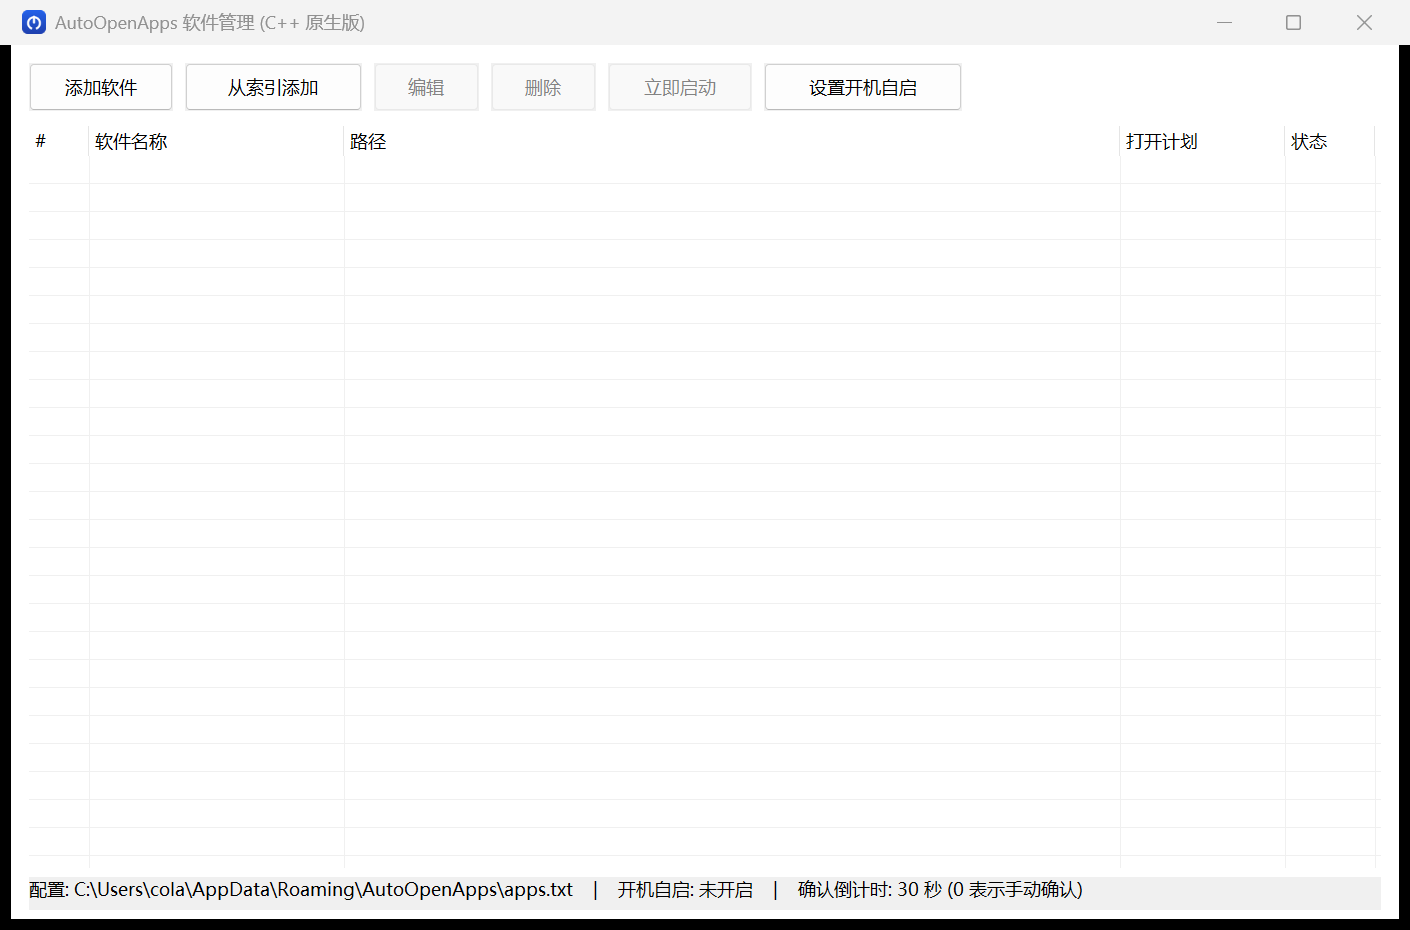 AutoOpenApps 软件管理 (C++ 原生版)
添加软件 从索引添加 编辑 删除 立即启动 设置开机自启
# 软件名称 路径 打开计划 状态
配置: C:\Users\cola\AppData\Roaming\AutoOpenApps\apps.txt | 开机自启: 未开启 | 确认倒计时: 30 秒 (0 表示手动确认)